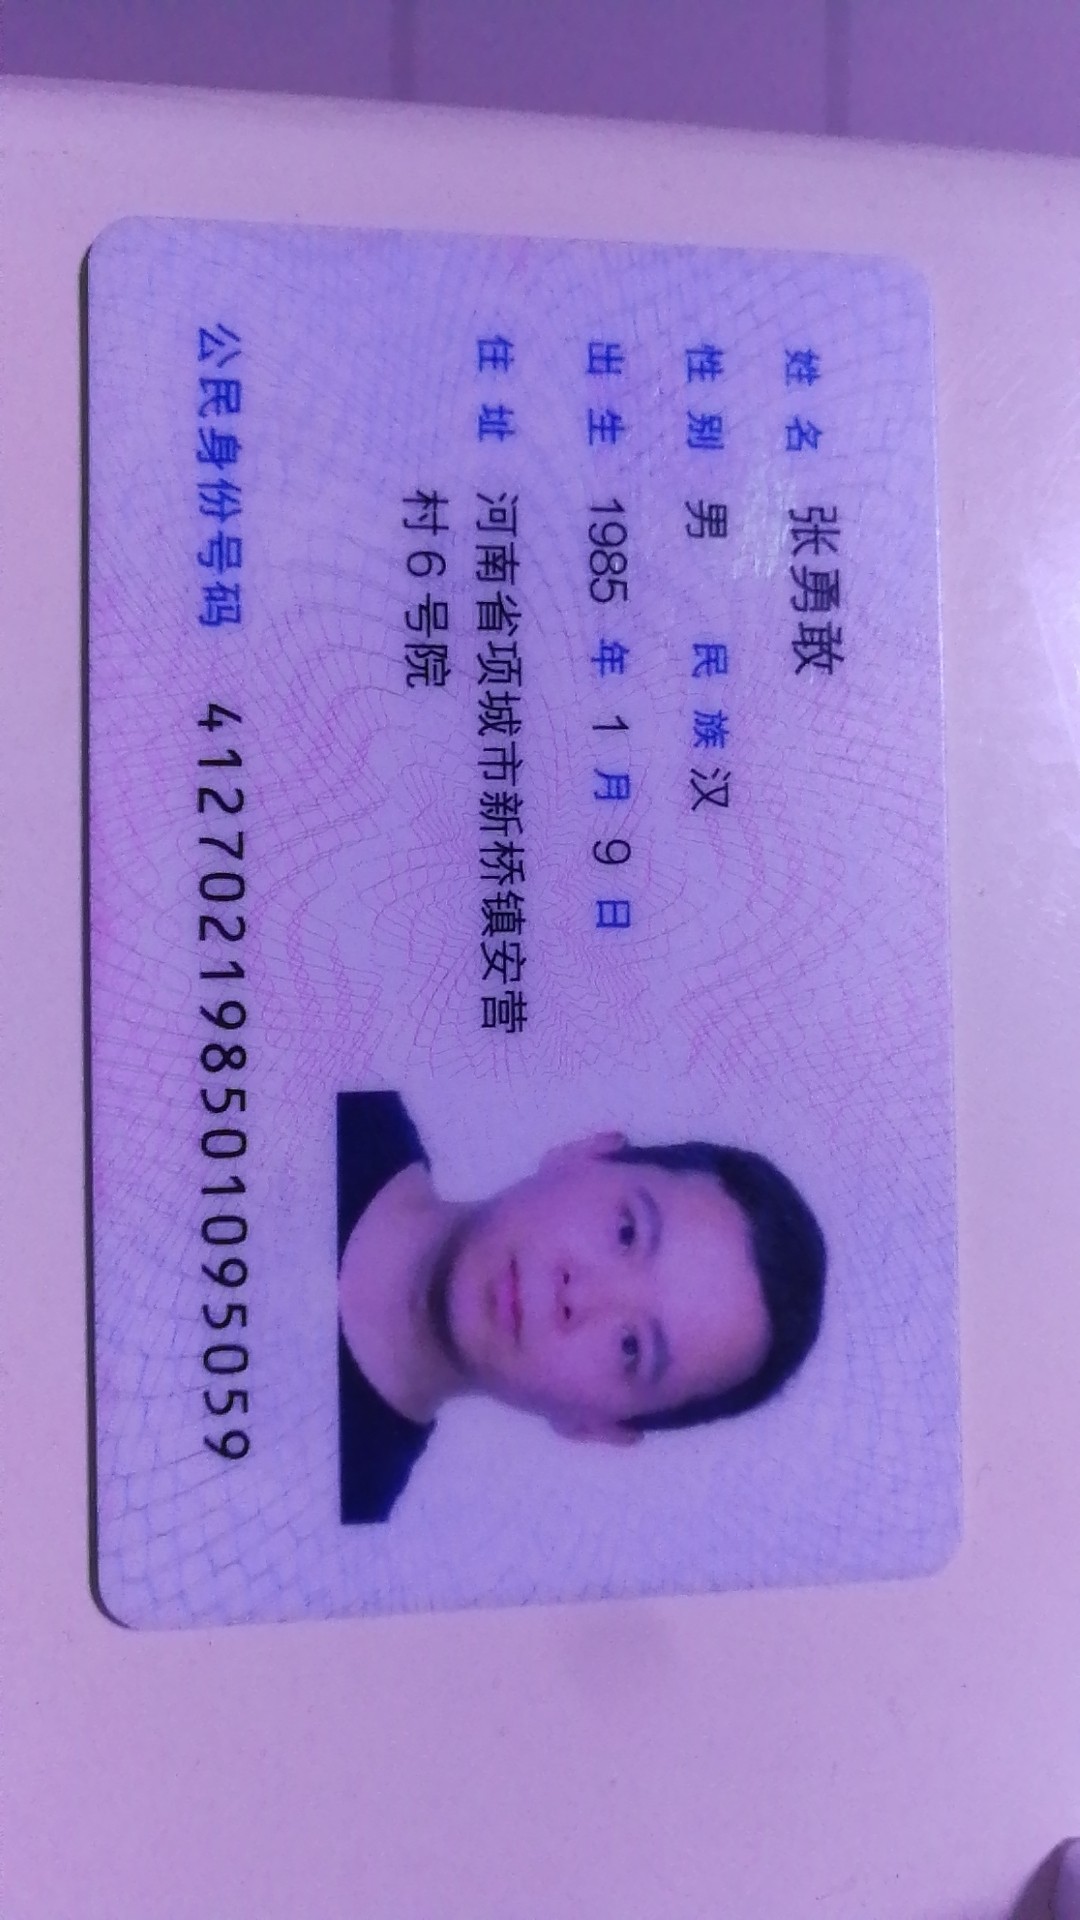 姓名 张勇敢
性别 男 民族 汉
出生 1985 年 1 月 9 日
住址 河南省项城市新桥镇安营
村6号院
公民身份号码 412702198501095059